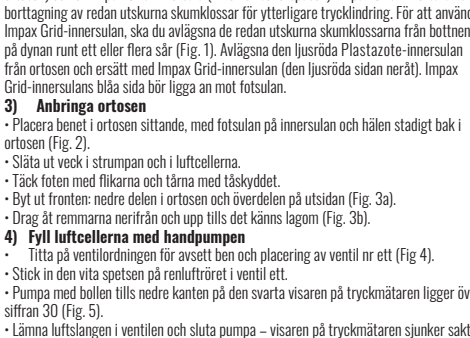 borttagning av redan utskurna skumklossar för ytterligare trycklindring. För att använd
Impax Grid-innersulan, ska du avlägsna de redan utskurna skumklossarna från bottnen
på dynan runt ett eller flera sår (Fig. 1). Avlägsna den ljusröda Plastazote-innersulan
från ortosen och ersätt med Impax Grid-innersulan (den ljusröda sidan neråt). Impax
Grid-innersulans blåa sida bör ligga an mot fotsulan.
3) Anbringa ortosen
• Placera benet i ortosen sittande, med fotsulan på innersulan och hälen stadigt bak i
ortosen (Fig. 2).
• Släta ut veck i strumpan och i luftcellerna.
• Täck foten med flikarna och tårna med tåskyddet.
• Byt ut fronten: nedre delen i ortosen och överdelen på utsidan (Fig. 3a).
• Drag åt remmarna nerifrån och upp tills det känns lagom (Fig. 3b).
4) Fyll luftcellerna med handpumpen
• Titta på ventilordningen för avsett ben och placering av ventil nr ett (Fig 4).
• Stick in den vita spetsen på renluftröret i ventil ett.
• Pumpa med bollen tills nedre kanten på den svarta visaren på tryckmätaren ligger öv
siffran 30 (Fig. 5).
• Lämna luftslangen i ventilen och sluta pumpa – visaren på tryckmätaren sjunker sakt